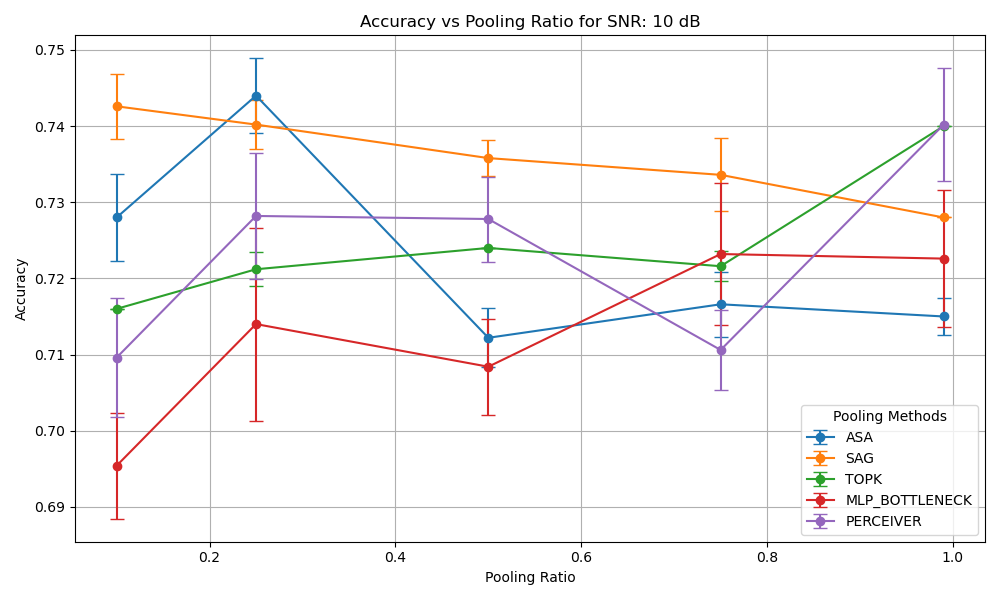 Accuracy vs Pooling Ratio for SNR: 10 dB
0.75
0.74
0.73
0.72
0.71
0.70
0.69
Accuracy
0.2
0.4
0.6
0.8
1.0
Pooling Ratio
Pooling Methods
ASA
SAG
TOPK
MLP_BOTTLENECK
PERCEIVER